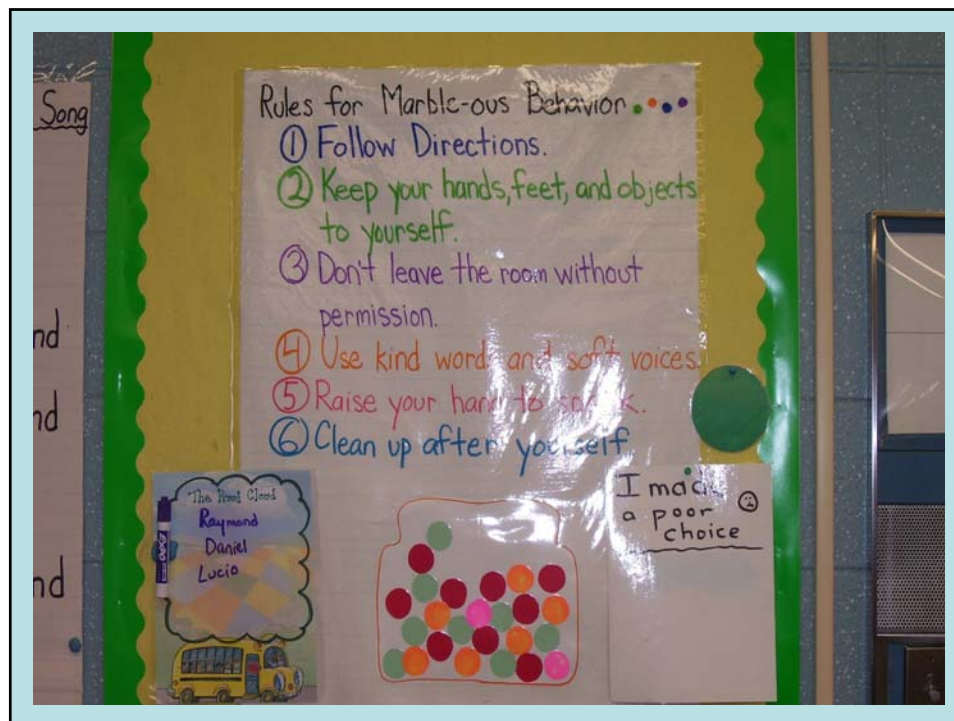 Song
nd
nd
nd
Rules for Marble-ous Behavior
1 Follow Directions.
2 Keep your hands, feet, and objects
to yourself.
3 Don't leave the room without
permission.
4 Use kind words and soft voices.
5 Raise your hand to speak.
6 Clean up after yourself.
The Proud Cloud
Raymond
Daniel
Lucio
EXPO
I made
a poor
choice